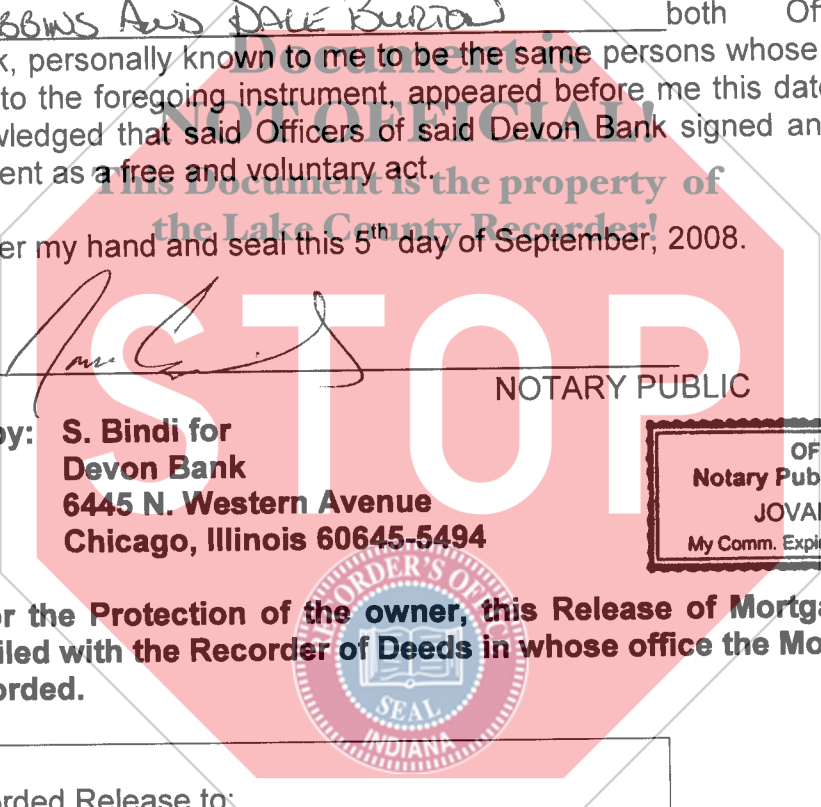 BBINS AND DALE BURTON both Of
k, personally known to me to be the same persons whose
to the foregoing instrument, appeared before me this date
wledged that said Officers of said Devon Bank signed an
ent as a free and voluntary act.
Document is
NOT OFFICIAL!
This Document is the property of
the Lake County Recorder!
er my hand and seal this 5th day of September, 2008.
STOP
NOTARY PUBLIC
by: S. Bindi for
Devon Bank
6445 N. Western Avenue
Chicago, Illinois 60645-5494
OF
Notary Pub
JOVA
My Comm. Expi
RECORDER'S OFFICE
SEAL
INDIANA
or the Protection of the owner, this Release of Mortga
iled with the Recorder of Deeds in whose office the Mo
orded.
orded Release to: